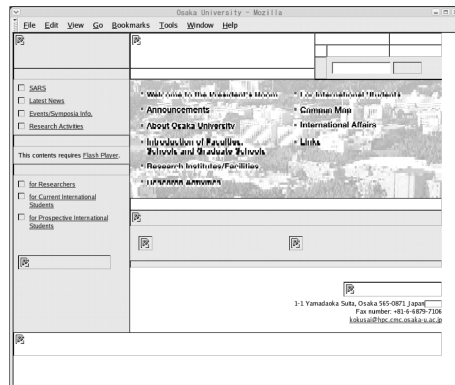 Osaka University - Mozilla
File Edit View Go Bookmarks Tools Window Help
SARS
Latest News
Events/Symposia Info.
Research Activities
This contents requires Flash Player.
for Researchers
for Current International
Students
for Prospective International
Students
Welcome to the President's Room
Announcements
About Osaka University
Introduction of Faculties,
Schools and Graduate Schools
Research Institutes/Facilities
Research Activities
For International Students
Campus Map
International Affairs
Links
1-1 Yamadaoka Suita, Osaka 565-0871 Japan
Fax number: +81-6-6879-7106
kokusai@hpc.cmc.osaka-u.ac.jp